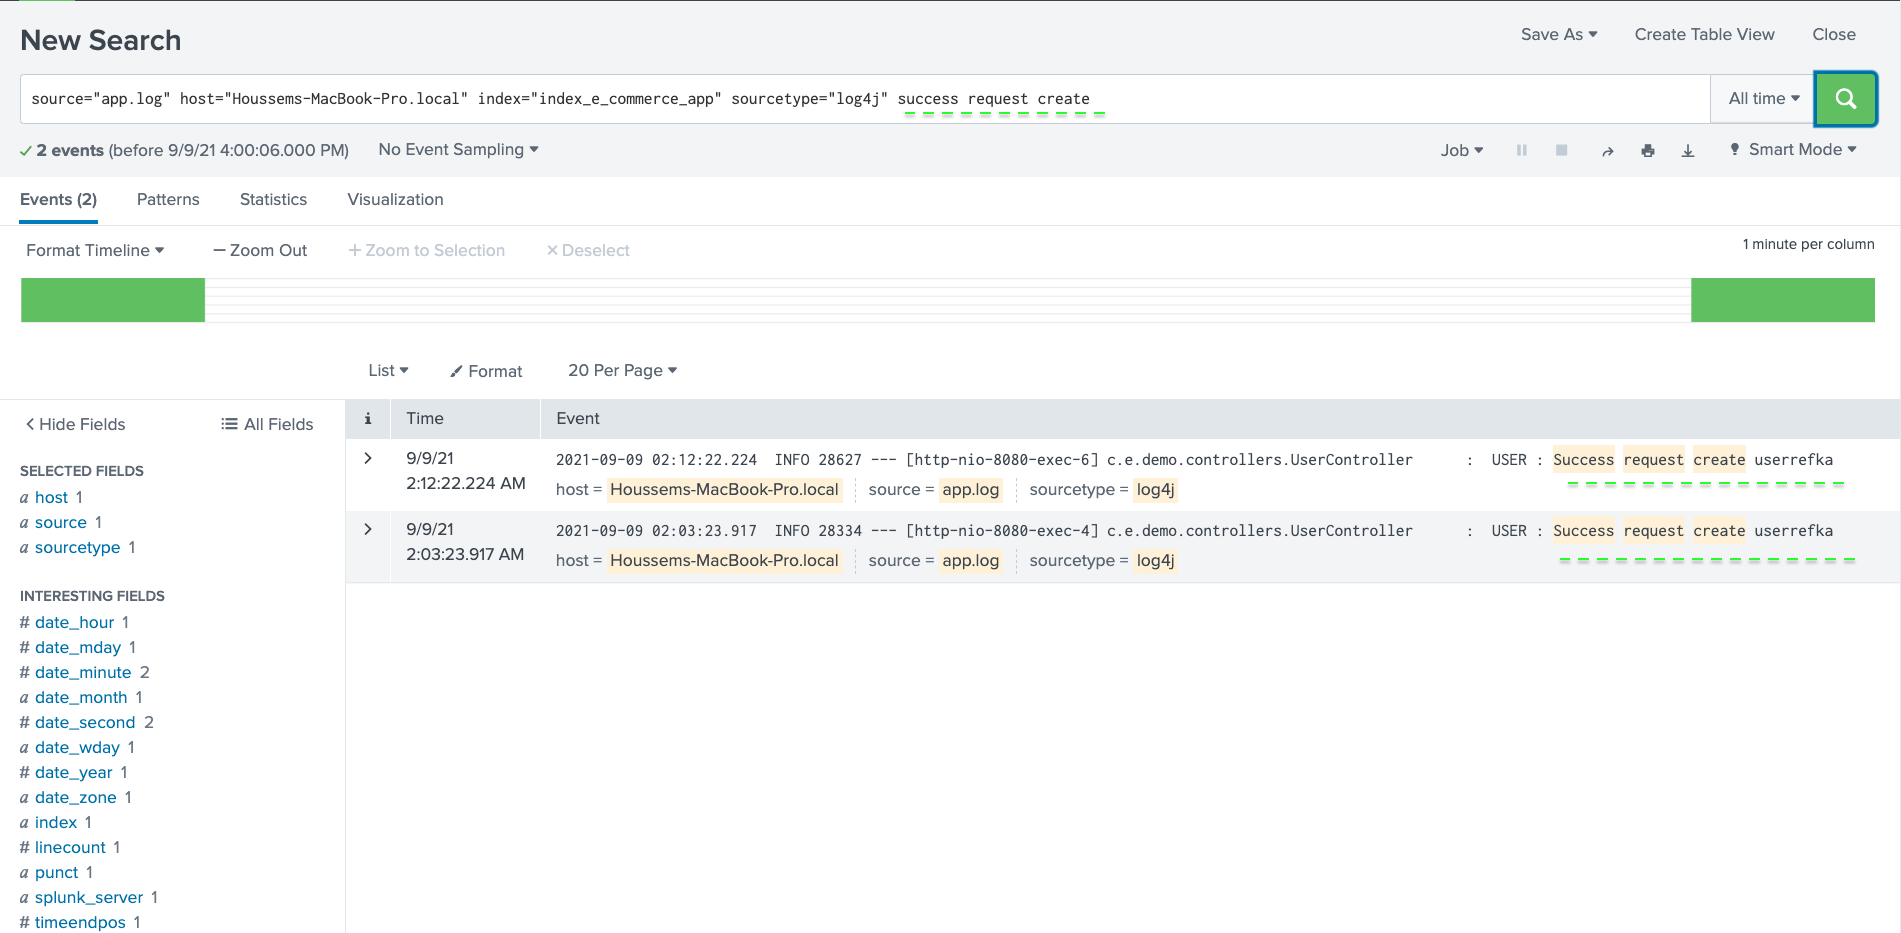 New Search
Save As
Create Table View
Close
source="app.log" host="Houssems-MacBook-Pro.local" index="index_e_commerce_app" sourcetype="log4j" success request create
All time
2 events (before 9/9/21 4:00:06.000 PM)
No Event Sampling
Job
Smart Mode
Events (2)
Patterns
Statistics
Visualization
Format Timeline
Zoom Out
Zoom to Selection
Deselect
1 minute per column
List
Format
20 Per Page
Hide Fields
All Fields
i Time Event
SELECTED FIELDS
a host 1
a source 1
a sourcetype 1
INTERESTING FIELDS
# date_hour 1
# date_mday 1
# date_minute 2
a date_month 1
# date_second 2
a date_wday 1
# date_year 1
a date_zone 1
a index 1
# linecount 1
a punct 1
a splunk_server 1
# timeendpos 1
9/9/21
2:12:22.224 AM
2021-09-09 02:12:22.224 INFO 28627 --- [http-nio-8080-exec-6] c.e.demo.controllers.UserController : USER : Success request create userrefka
host = Houssems-MacBook-Pro.local source = app.log sourcetype = log4j
9/9/21
2:03:23.917 AM
2021-09-09 02:03:23.917 INFO 28334 --- [http-nio-8080-exec-4] c.e.demo.controllers.UserController : USER : Success request create userrefka
host = Houssems-MacBook-Pro.local source = app.log sourcetype = log4j